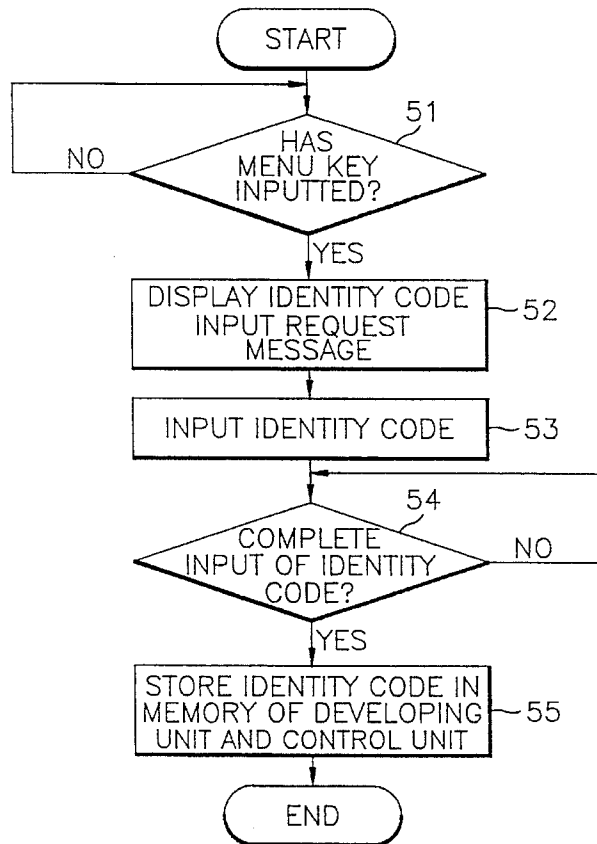 START
51
HAS
MENU KEY
INPUTTED?
NO
YES
DISPLAY IDENTITY CODE
INPUT REQUEST
MESSAGE
52
INPUT IDENTITY CODE
53
54
COMPLETE
INPUT OF IDENTITY
CODE?
NO
YES
STORE IDENTITY CODE IN
MEMORY OF DEVELOPING
UNIT AND CONTROL UNIT
55
END